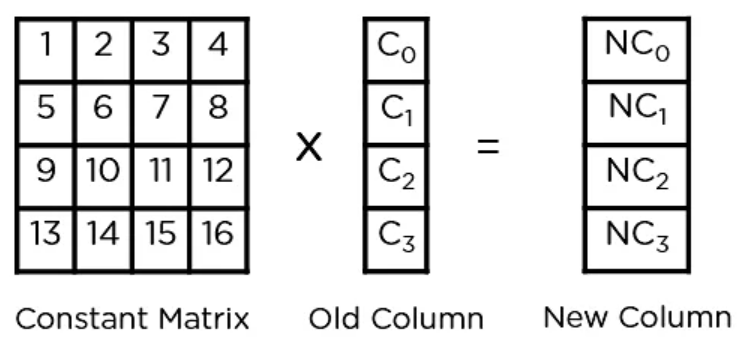 1 2 3 4 C₀ NC₀
5 6 7 8 C₁ NC₁
X =
9 10 11 12 C₂ NC₂
13 14 15 16 C₃ NC₃
Constant Matrix Old Column New Column